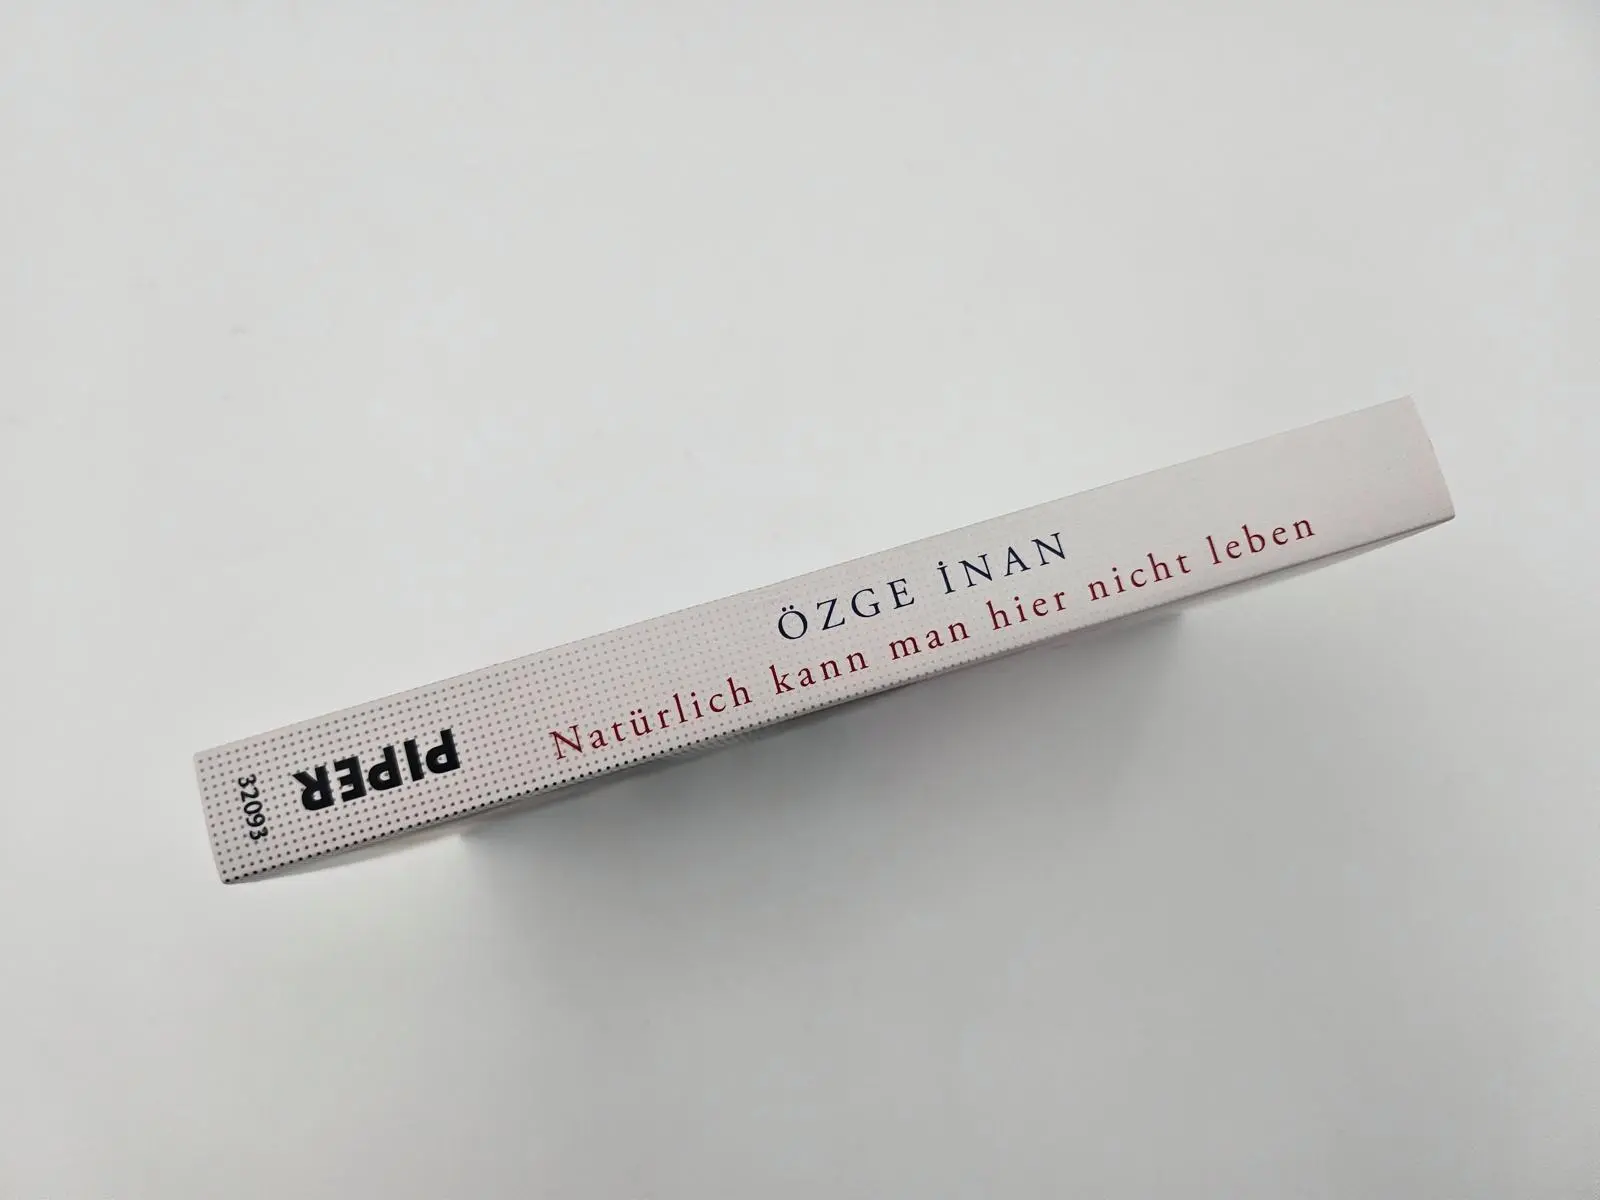 ÖZGE İNAN
Natürlich kann man hier nicht leben
PIPER
32093